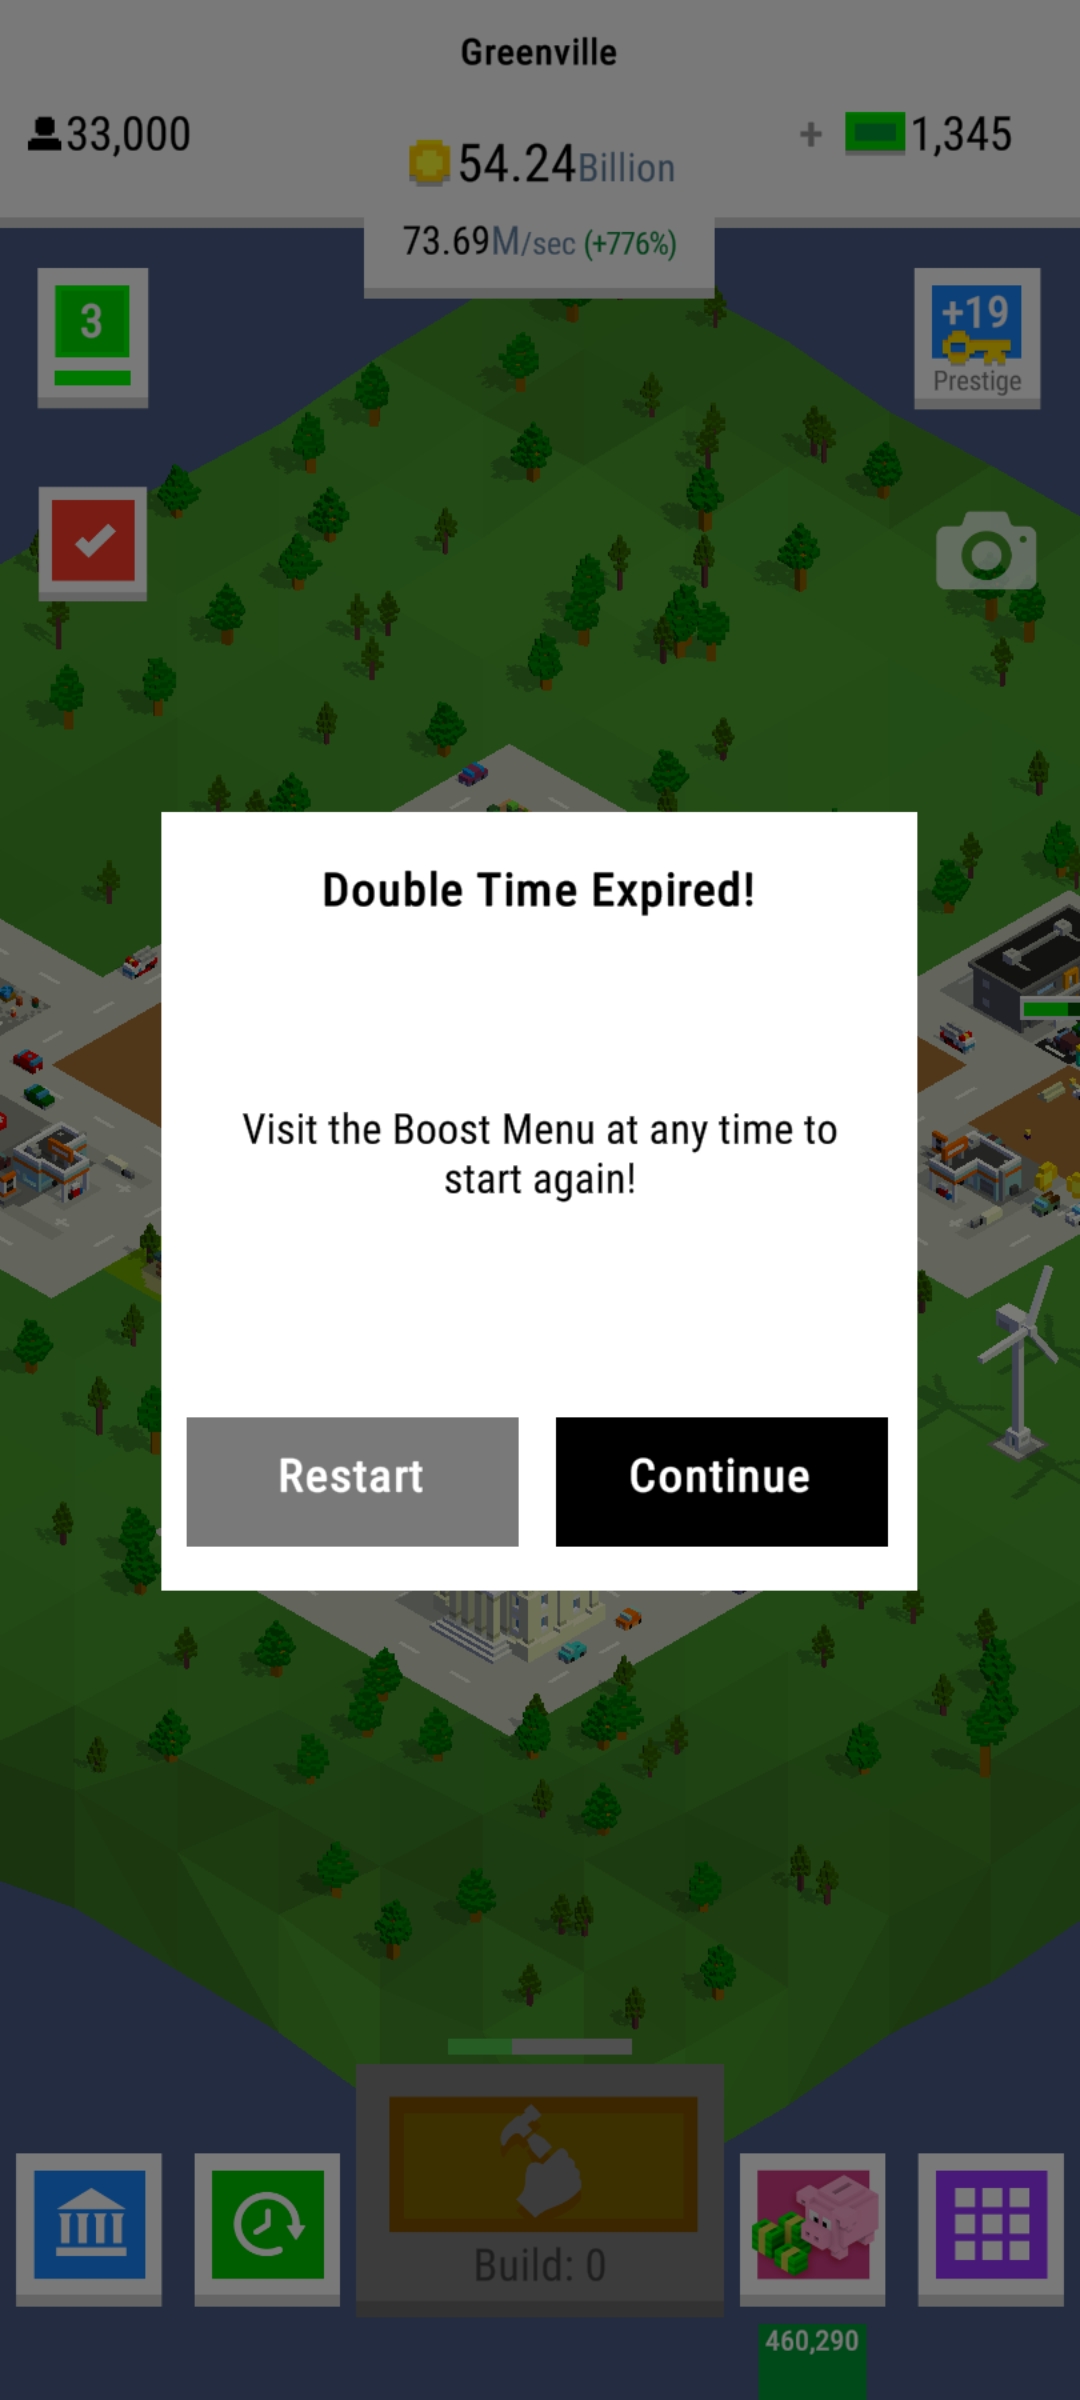 Greenville
33,000
54.24Billion
+ 1,345
73.69M/sec (+776%)
3
+19
Prestige
Double Time Expired!
Visit the Boost Menu at any time to
start again!
Restart
Continue
Build: 0
460,290